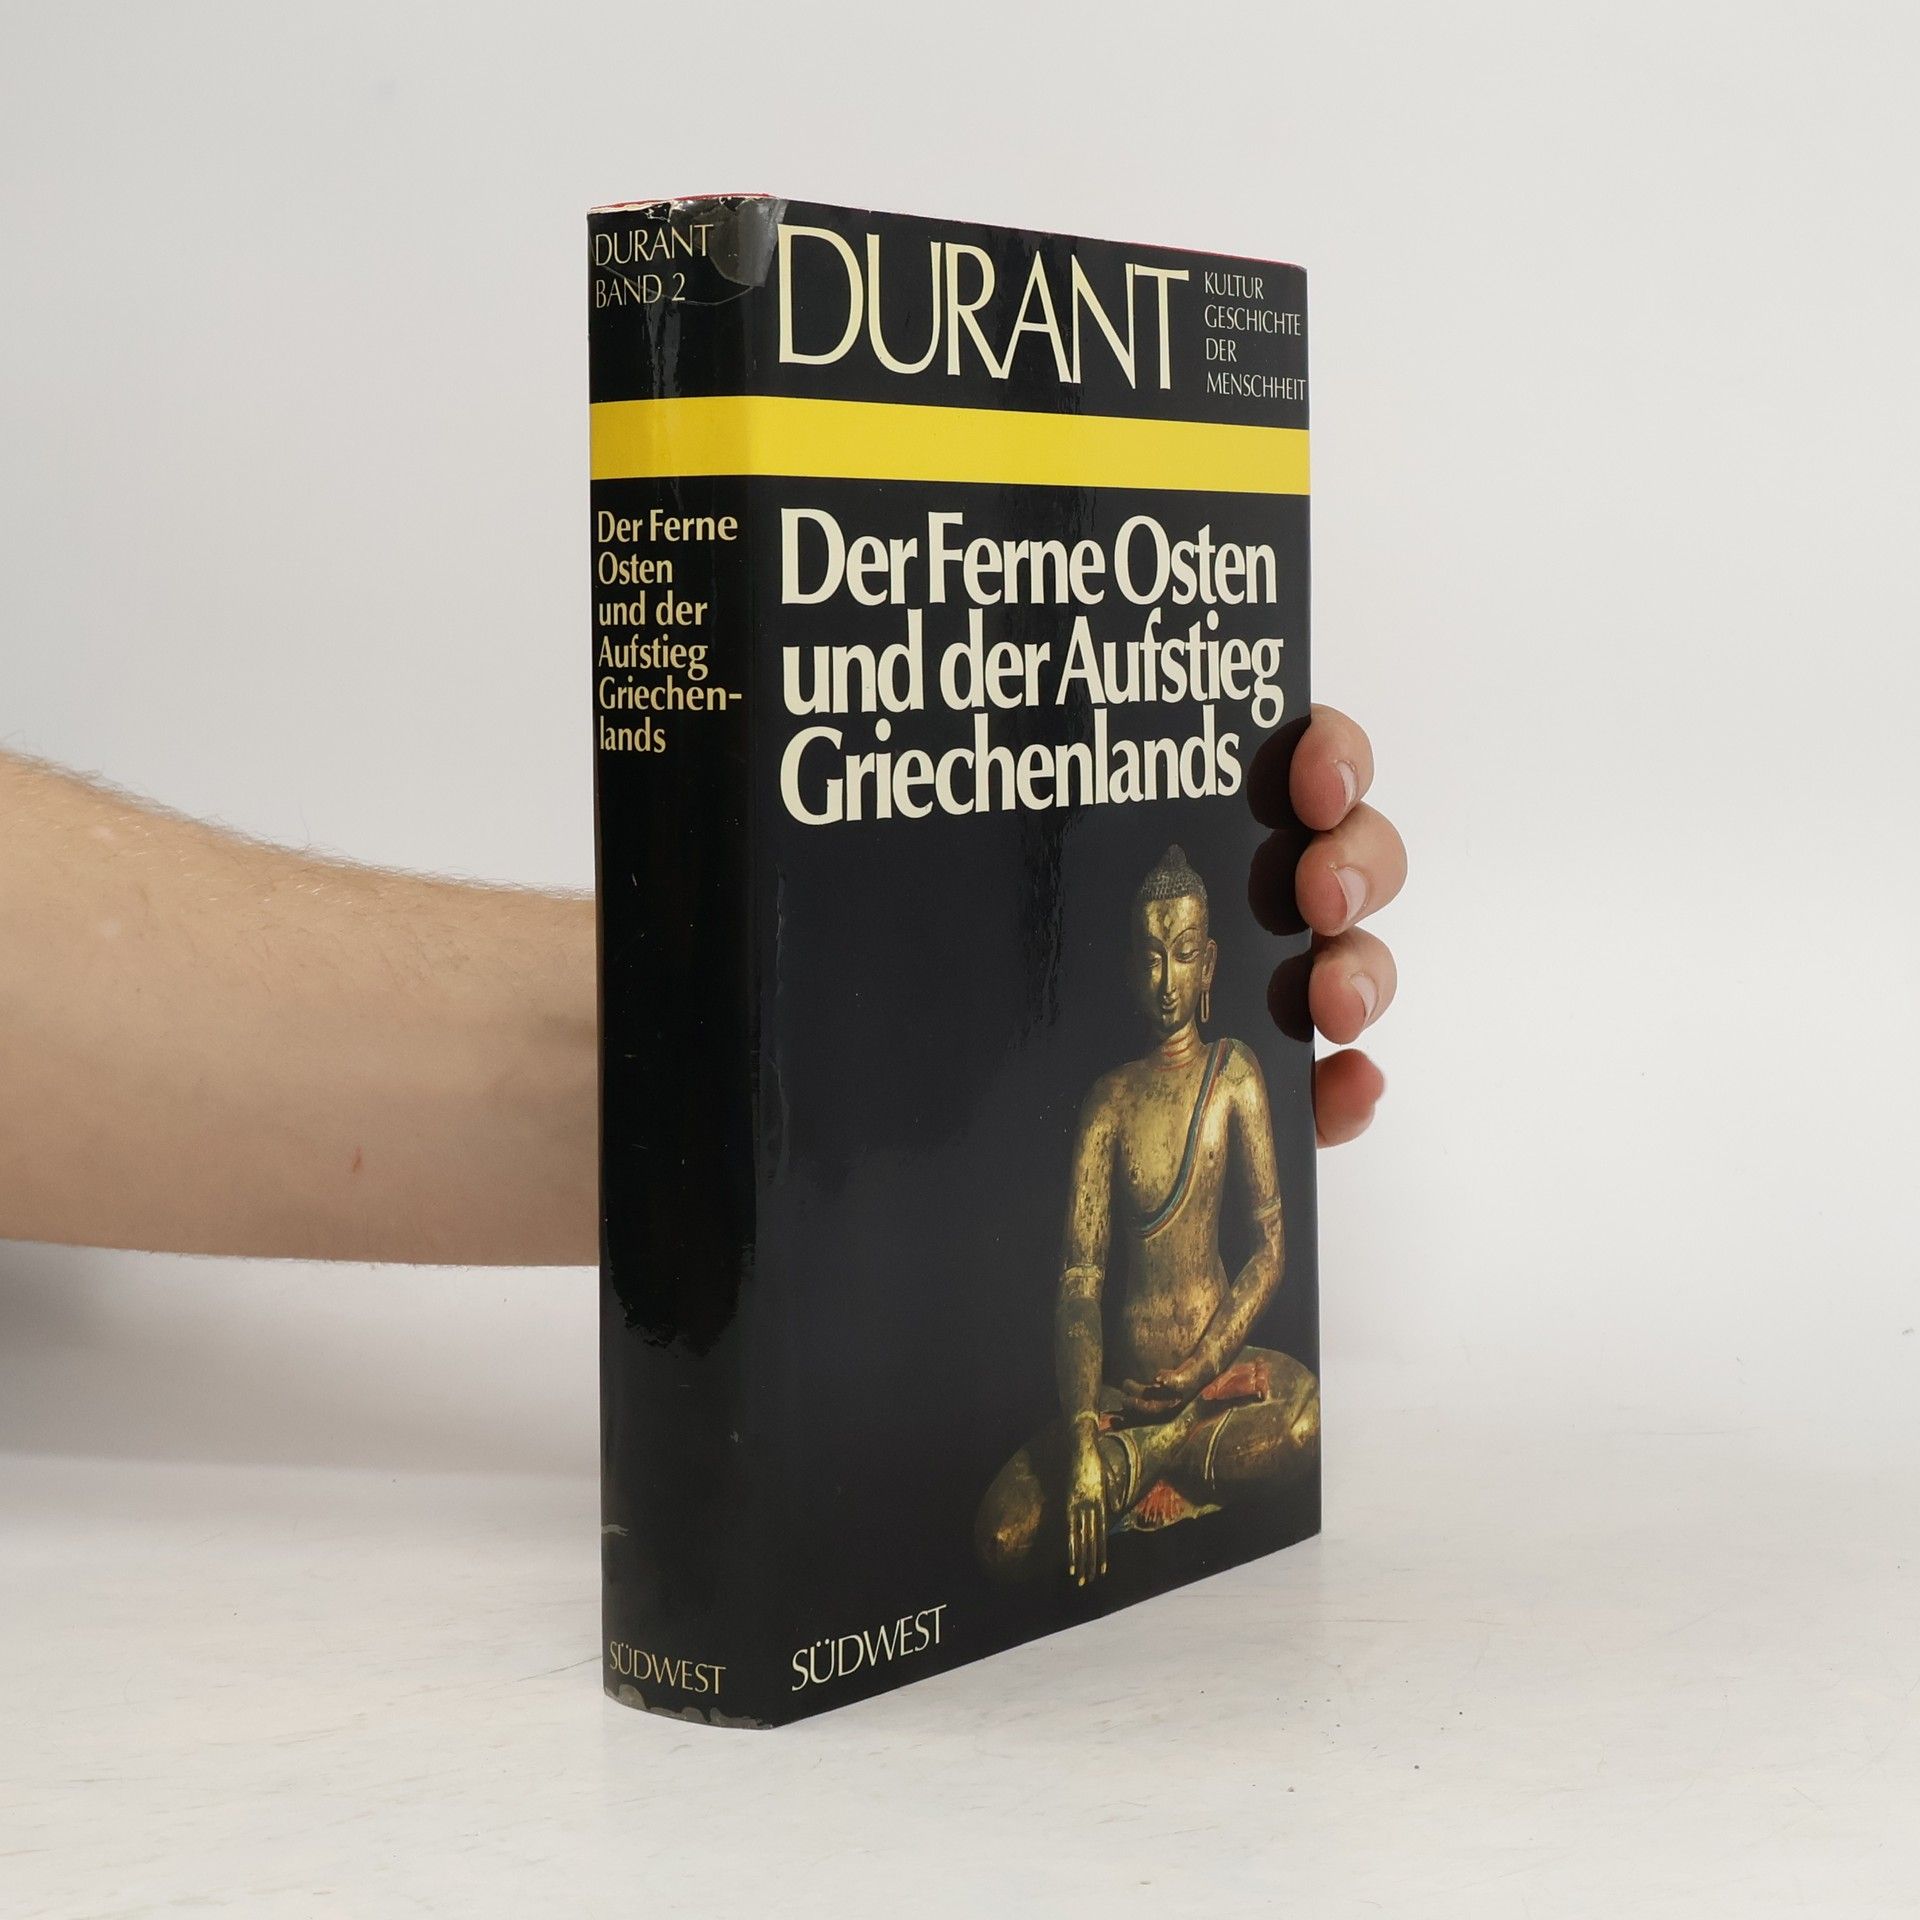 DURANT
BAND 2
Der Ferne
Osten
und der
Aufstieg
Griechen-
lands
SÜDWEST
DURANT
KULTUR
GESCHICHTE
DER
MENSCHHEIT
Der Ferne Osten
und der Aufstieg
Griechenlands
SÜDWEST